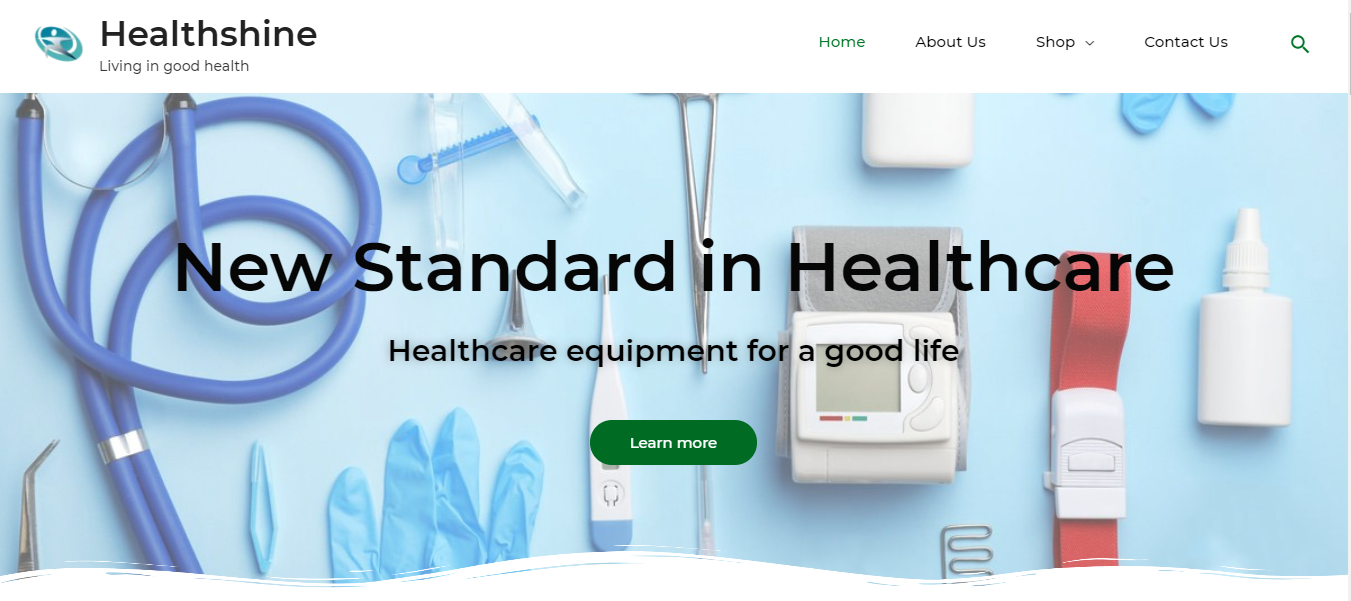 Healthshine
Living in good health
Home About Us Shop Contact Us
New Standard in Healthcare
Healthcare equipment for a good life
Learn more